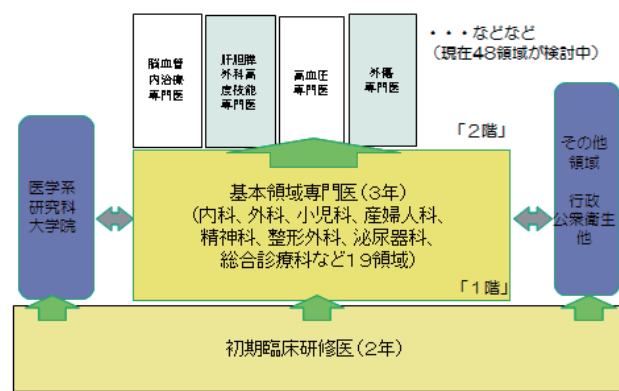 脳血管
内治療
専門医
肝胆膵
外科高
度技能
専門医
高血圧
専門医
外傷
専門医
・・・などなど
(現在48領域が検討中)
「2階」
医学系
研究科
大学院
基本領域専門医(3年)
(内科、外科、小児科、産婦人科、
精神科、整形外科、泌尿器科、
総合診療科など19領域)
「1階」
その他
領域
行政
公衆衛生
他
初期臨床研修医(2年)